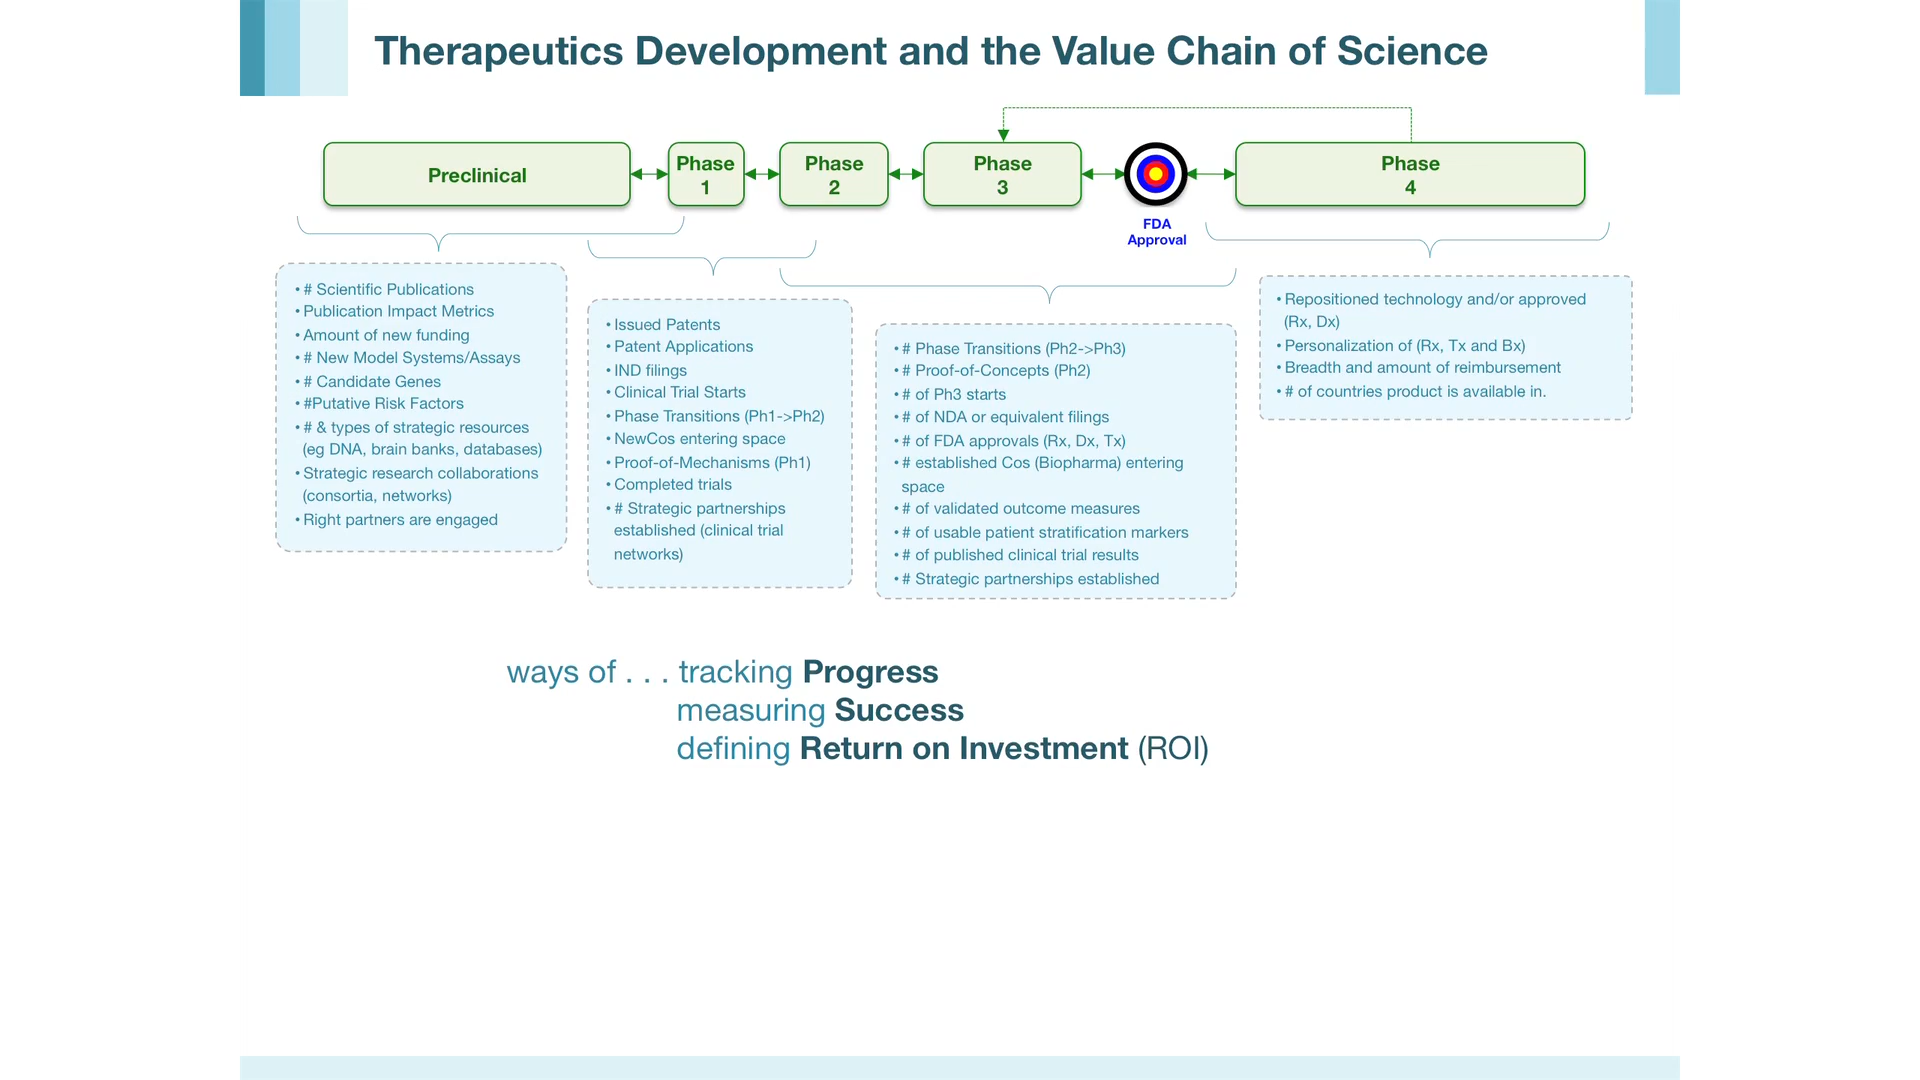 Therapeutics Development and the Value Chain of Science
Preclinical
Phase
1
Phase
2
Phase
3
FDA
Approval
Phase
4
• # Scientific Publications
• Publication Impact Metrics
• Amount of new funding
• # New Model Systems/Assays
• # Candidate Genes
• #Putative Risk Factors
• # & types of strategic resources
(eg DNA, brain banks, databases)
• Strategic research collaborations
(consortia, networks)
• Right partners are engaged
• Issued Patents
• Patent Applications
• IND filings
• Clinical Trial Starts
• Phase Transitions (Ph1->Ph2)
• NewCos entering space
• Proof-of-Mechanisms (Ph1)
• Completed trials
• # Strategic partnerships
established (clinical trial
networks)
• # Phase Transitions (Ph2->Ph3)
• # Proof-of-Concepts (Ph2)
• # of Ph3 starts
• # of NDA or equivalent filings
• # of FDA approvals (Rx, Dx, Tx)
• # established Cos (Biopharma) entering
space
• # of validated outcome measures
• # of usable patient stratification markers
• # of published clinical trial results
• # Strategic partnerships established
• Repositioned technology and/or approved
(Rx, Dx)
• Personalization of (Rx, Tx and Bx)
• Breadth and amount of reimbursement
• # of countries product is available in.
ways of . . . tracking Progress
measuring Success
defining Return on Investment (ROI)